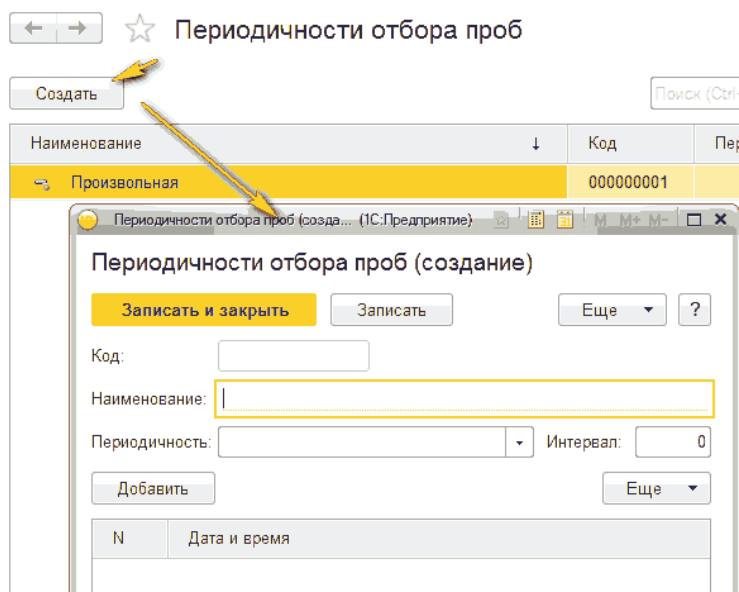 Периодичности отбора проб
Создать
Поиск (Ctrl-
Наименование ↓ Код Пер
Произвольная 000000001
Периодичности отбора проб (созда... (1С:Предприятие)
M M+ M-
Периодичности отбора проб (создание)
Записать и закрыть Записать Еще ?
Код:
Наименование:
Периодичность: Интервал: 0
Добавить Еще
N Дата и время